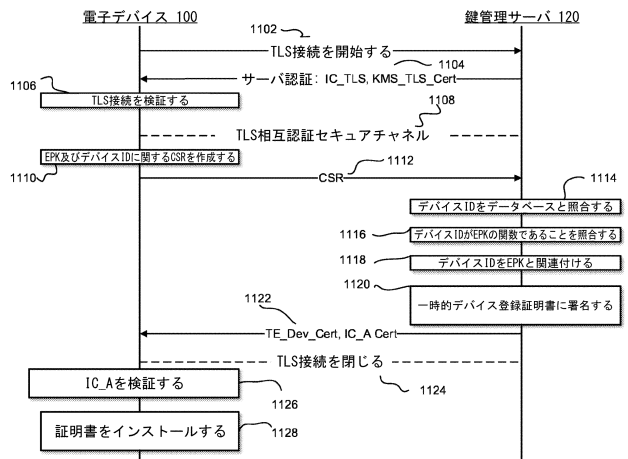 電子デバイス 100
鍵管理サーバ 120
1102
TLS接続を開始する
1104
サーバ認証: IC_TLS, KMS_TLS_Cert
1106
TLS接続を検証する
1108
TLS相互認証セキュアチャネル
EPK及びデバイスIDに関するCSRを作成する
1110
1112
CSR
1114
デバイスIDをデータベースと照合する
1116
デバイスIDがEPKの関数であることを照合する
1118
デバイスIDをEPKと関連付ける
1120
一時的デバイス登録証明書に署名する
1122
TE_Dev_Cert, IC_A Cert
TLS接続を閉じる
1124
IC_Aを検証する
1126
証明書をインストールする
1128